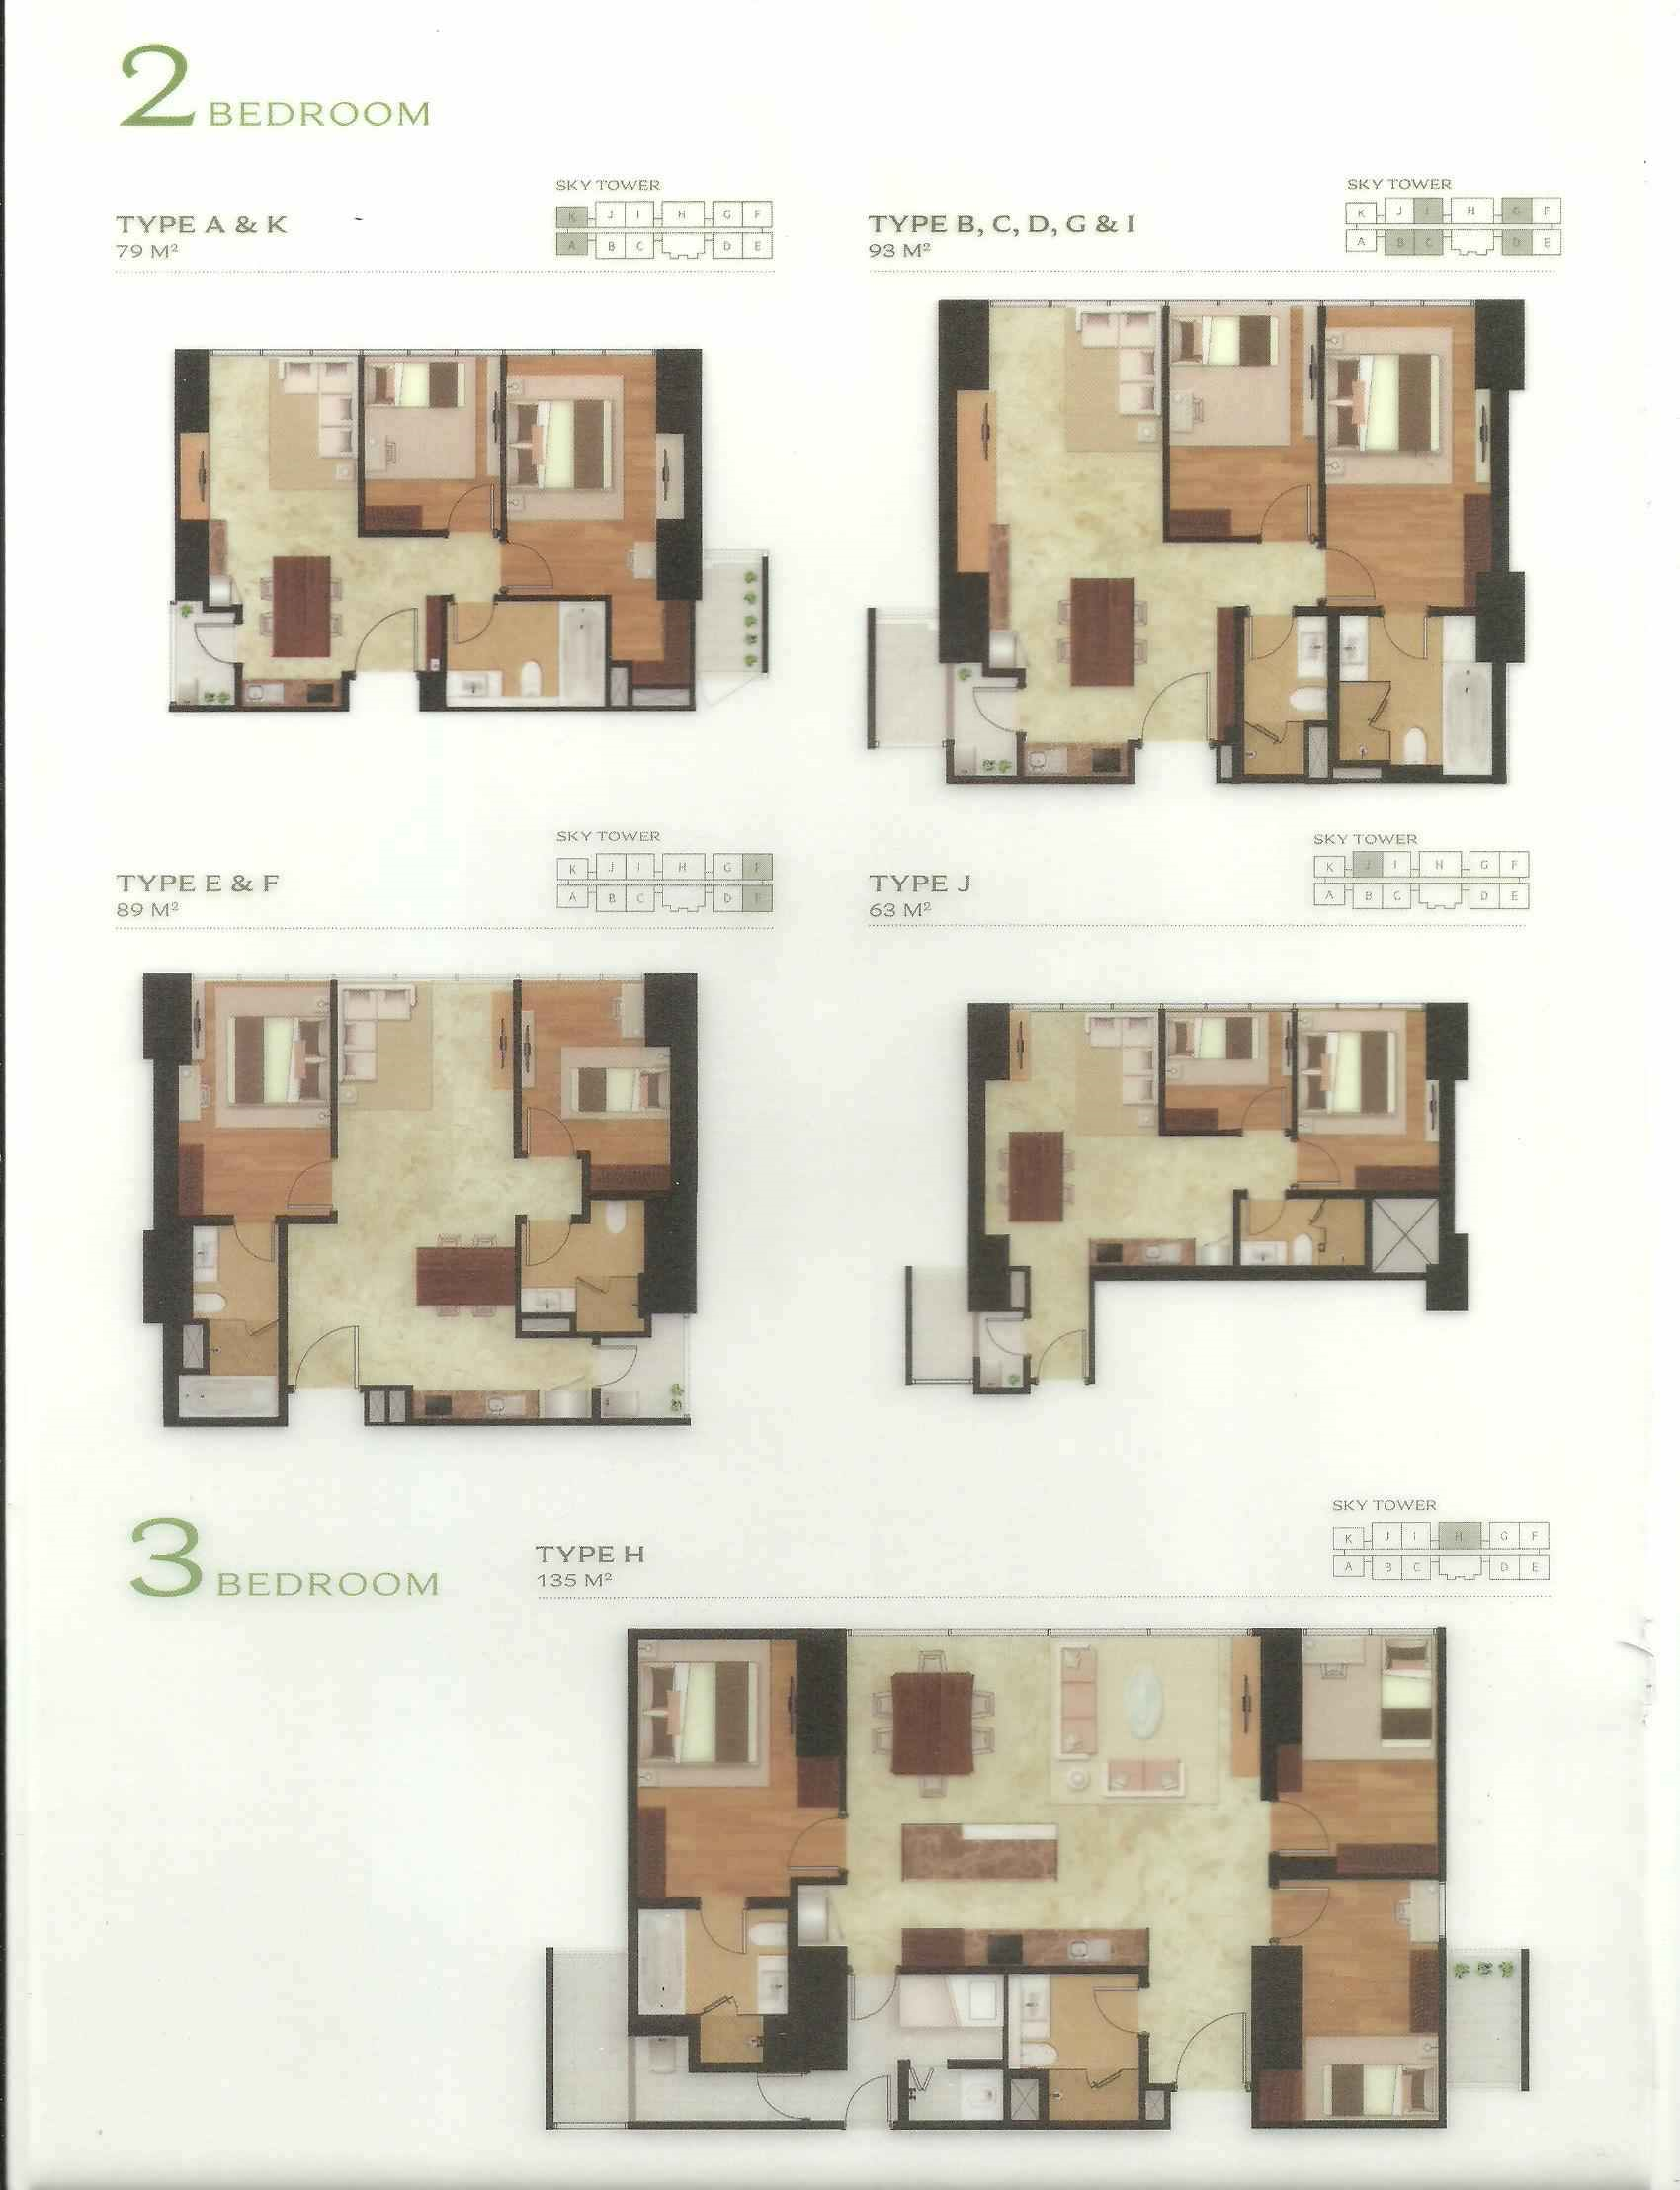 2 BEDROOM
SKY TOWER
TYPE A & K
79 M²
K J I H G F
A B C D E
SKY TOWER
TYPE B, C, D, G & I
93 M²
K J I H G F
A B C D E
SKY TOWER
TYPE E & F
89 M²
K J I H G F
A B C D E
SKY TOWER
TYPE J
63 M²
K J I H G F
A B C D E
3 BEDROOM
SKY TOWER
TYPE H
135 M²
K J I H G F
A B C D E